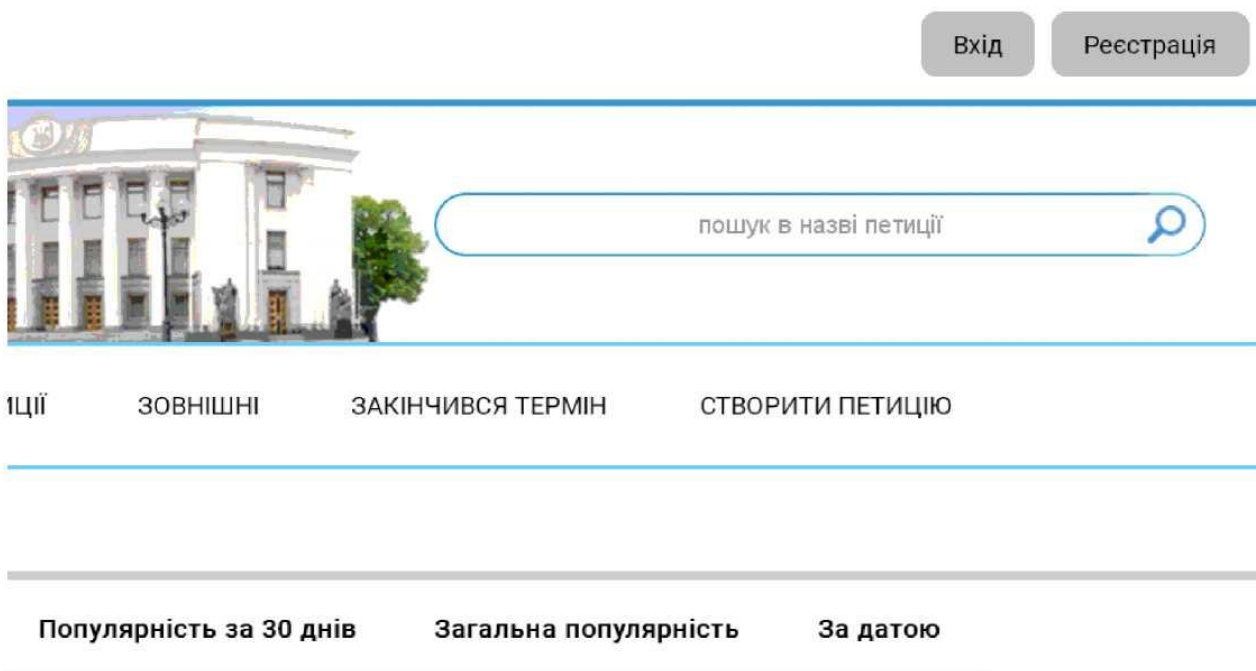 Вхід Реєстрація
пошук в назві петиції
ЗОВНІШНІ ЗАКІНЧИВСЯ ТЕРМІН СТВОРИТИ ПЕТИЦІЮ
Популярність за 30 днів Загальна популярність За датою